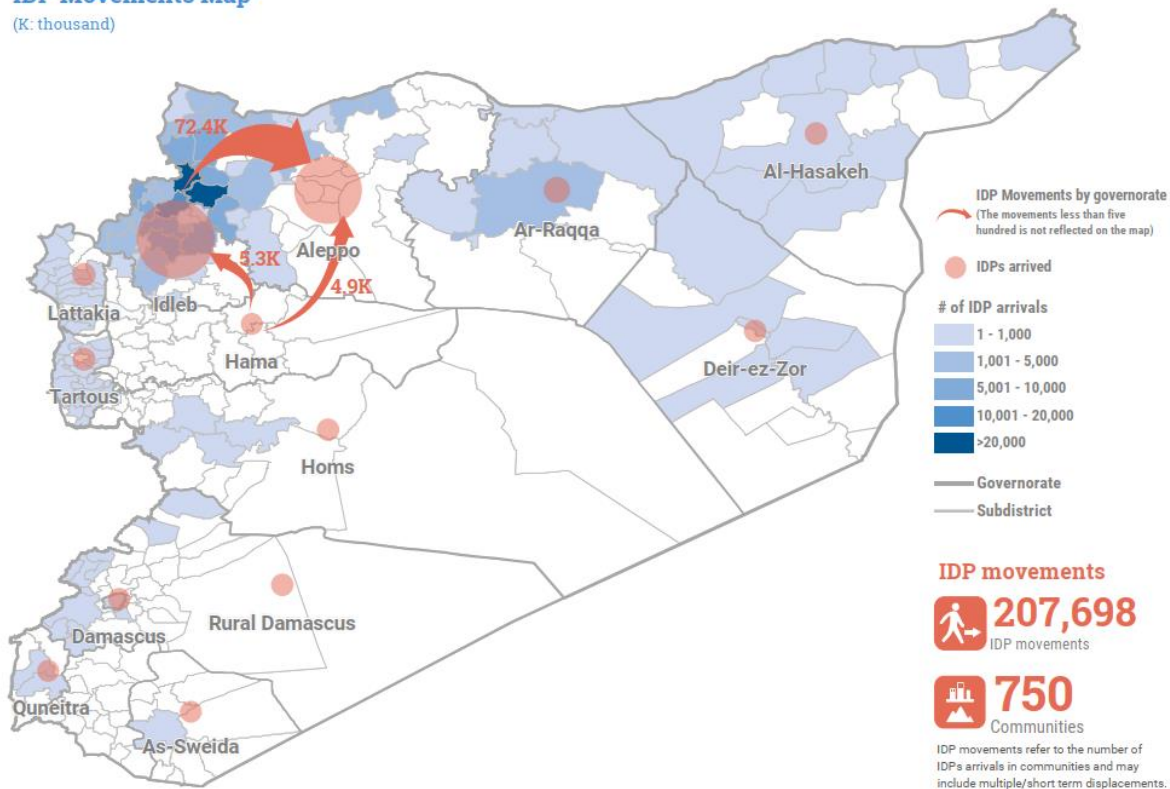 (K: thousand)
72.4K
Al-Hasakeh
IDP Movements by governorate
(The movements less than five
hundred is not reflected on the map)
Ar-Raqqa
Aleppo
5.3K
IDPs arrived
4.9K
Lattakia
Idleb
# of IDP arrivals
1 - 1,000
1,001 - 5,000
5,001 - 10,000
10,001 - 20,000
>20,000
Hama
Deir-ez-Zor
Tartous
Homs
Governorate
Subdistrict
IDP movements
207,698
IDP movements
Rural Damascus
Damascus
750
Communities
Quneitra
As-Sweida
IDP movements refer to the number of
IDPs arrivals in communities and may
include multiple/short term displacements.